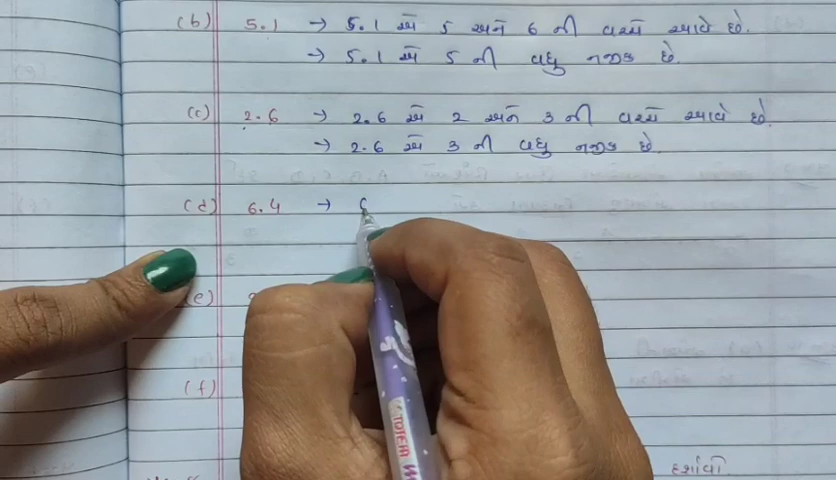 (b) 5.1 → 5.1 એ 5 અને 6 ની વચ્ચે આવે છે.
→ 5.1 એ 5 ની વધુ નજીક છે.
(c) 2.6 → 2.6 એ 2 અને 3 ની વચ્ચે આવે છે.
→ 2.6 એ 3 ની વધુ નજીક છે.
(d) 6.4 →
(e)
(f)
દર્શાવો.
TOTEM